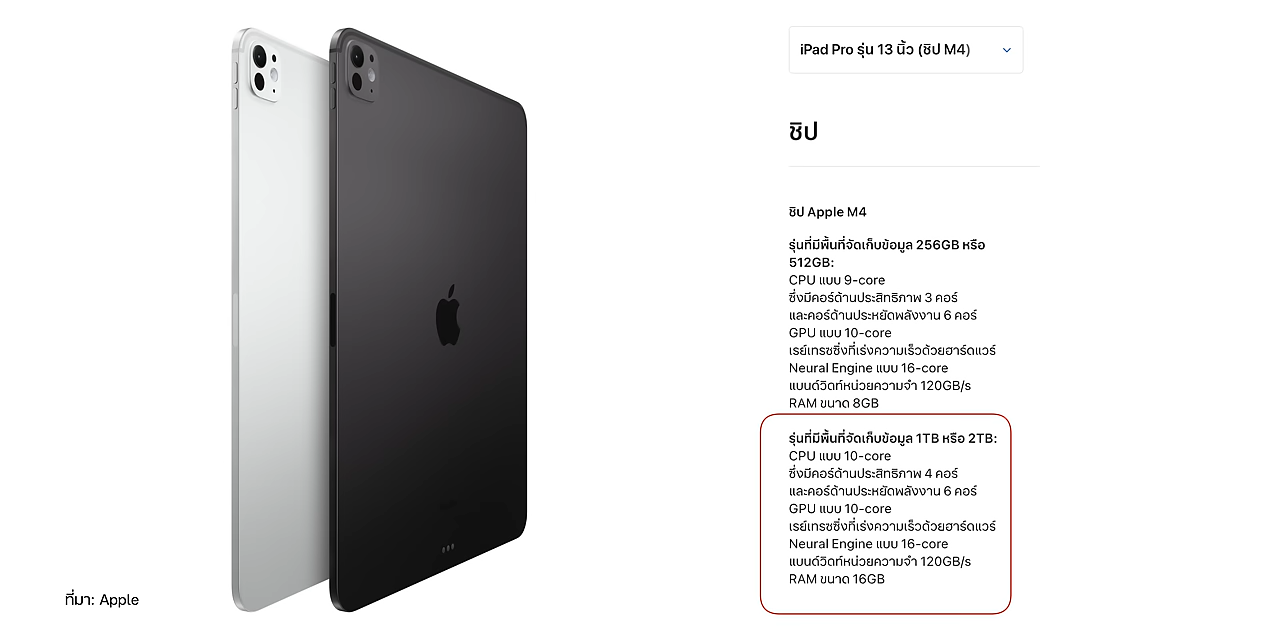 iPad Pro รุ่น 13 นิ้ว (ชิป M4)
ชิป
ชิป Apple M4
รุ่นที่มีพื้นที่จัดเก็บข้อมูล 256GB หรือ
512GB:
CPU แบบ 9-core
ซึ่งมีคอร์ด้านประสิทธิภาพ 3 คอร์
และคอร์ด้านประหยัดพลังงาน 6 คอร์
GPU แบบ 10-core
เรย์เทรซซิ่งที่เร่งความเร็วด้วยฮาร์ดแวร์
Neural Engine แบบ 16-core
แบนด์วิดท์หน่วยความจำ 120GB/s
RAM ขนาด 8GB
รุ่นที่มีพื้นที่จัดเก็บข้อมูล 1TB หรือ 2TB:
CPU แบบ 10-core
ซึ่งมีคอร์ด้านประสิทธิภาพ 4 คอร์
และคอร์ด้านประหยัดพลังงาน 6 คอร์
GPU แบบ 10-core
เรย์เทรซซิ่งที่เร่งความเร็วด้วยฮาร์ดแวร์
Neural Engine แบบ 16-core
แบนด์วิดท์หน่วยความจำ 120GB/s
RAM ขนาด 16GB
ที่มา: Apple